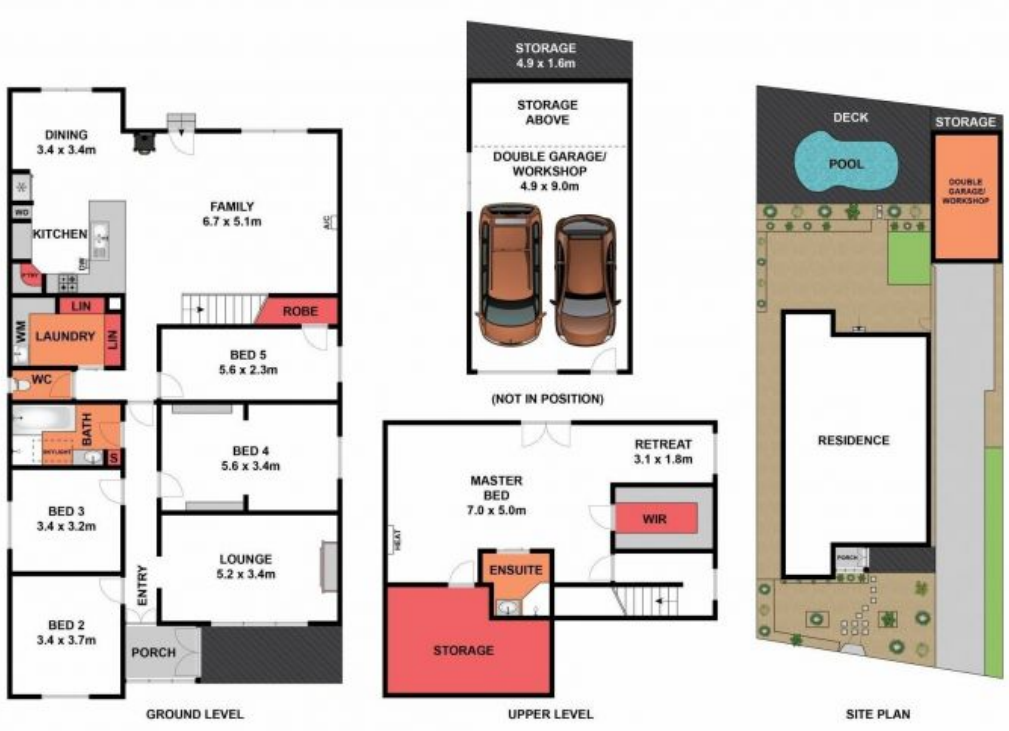 STORAGE
4.9 x 1.6m
STORAGE
ABOVE
DOUBLE GARAGE/
WORKSHOP
4.9 x 9.0m
(NOT IN POSITION)
DINING
3.4 x 3.4m
WO
KITCHEN
DW
P'TRY
FAMILY
6.7 x 5.1m
A/C
LIN
WM
LAUNDRY
LIN
ROBE
WC
BED 5
5.6 x 2.3m
BATH
SKYLIGHT
S
BED 4
5.6 x 3.4m
BED 3
3.4 x 3.2m
LOUNGE
5.2 x 3.4m
ENTRY
BED 2
3.4 x 3.7m
PORCH
GROUND LEVEL
RETREAT
3.1 x 1.8m
MASTER
BED
7.0 x 5.0m
WIR
HEAT
ENSUITE
STORAGE
UPPER LEVEL
DECK
STORAGE
POOL
DOUBLE
GARAGE/
WORKSHOP
RESIDENCE
PORCH
SITE PLAN